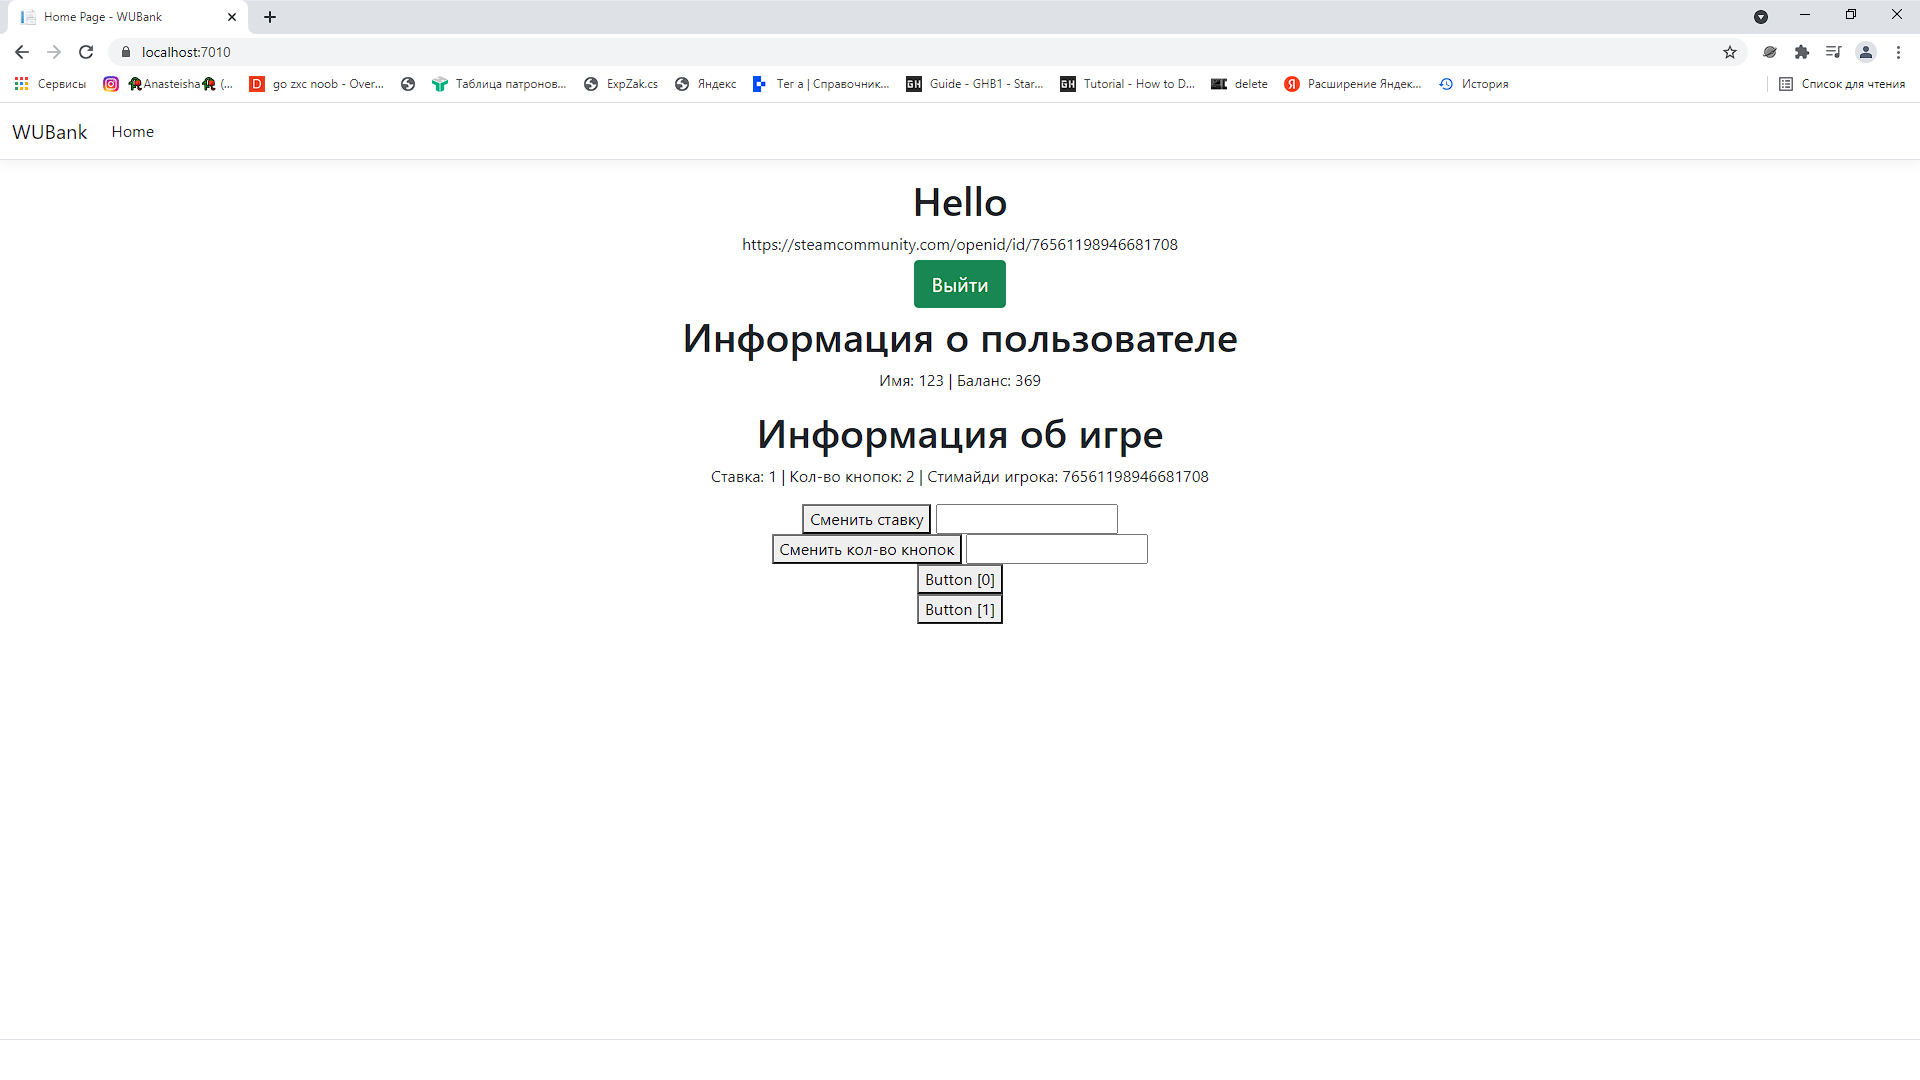 Home Page - WUBank
localhost:7010
Сервисы Anasteisha (... go zxc noob - Over... Таблица патронов... ExpZak.cs Яндекс Тег a | Справочник... Guide - GHB1 - Star... Tutorial - How to D... delete Расширение Яндек... История Список для чтения
WUBank Home
Hello
https://steamcommunity.com/openid/id/76561198946681708
Выйти
Информация о пользователе
Имя: 123 | Баланс: 369
Информация об игре
Ставка: 1 | Кол-во кнопок: 2 | Стимайди игрока: 76561198946681708
Сменить ставку
Сменить кол-во кнопок
Button [0]
Button [1]